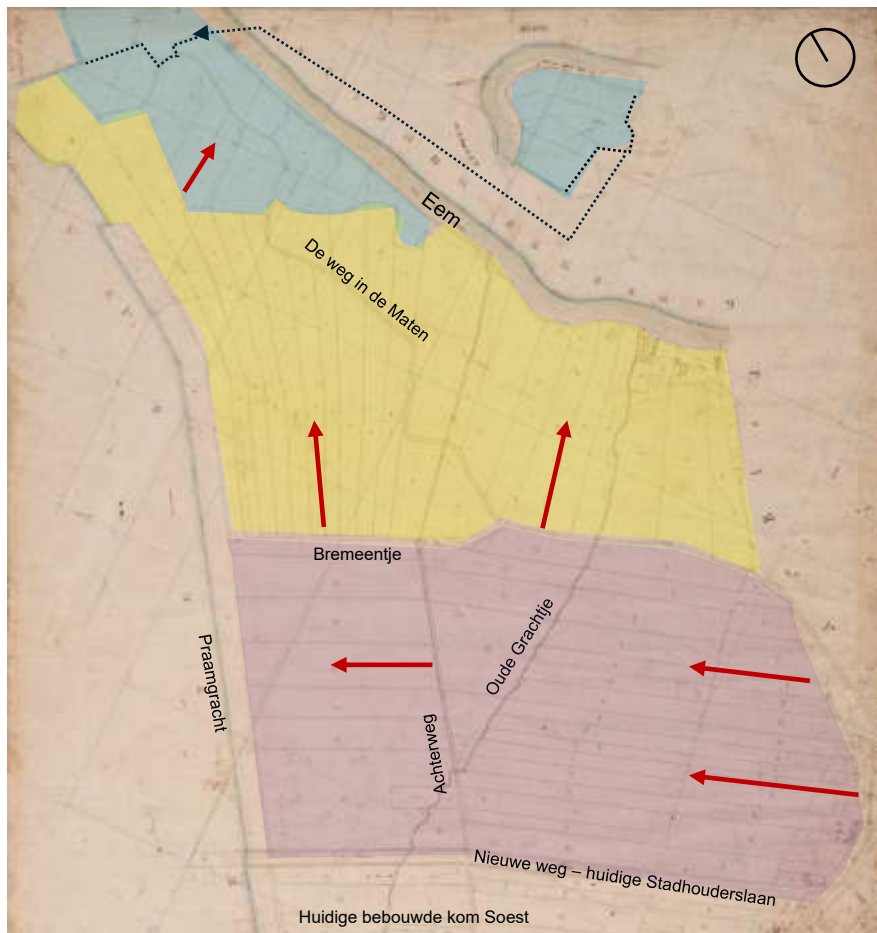 Eem
De weg in de Maten
Bremeentje
Oude Grachtje
Praamgracht
Achterweg
Nieuwe weg – huidige Stadhouderslaan
Huidige bebouwde kom Soest